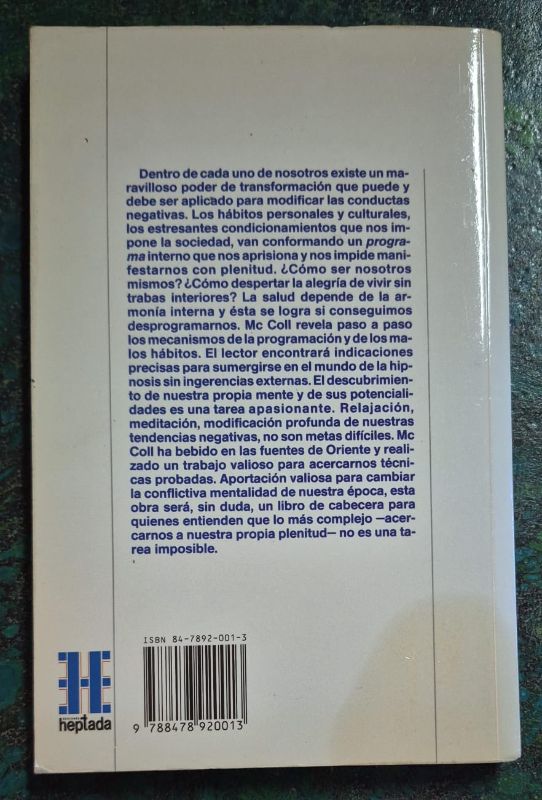 Dentro de cada uno de nosotros existe un ma-
ravilloso poder de transformación que puede y
debe ser aplicado para modificar las conductas
negativas. Los hábitos personales y culturales,
los estresantes condicionamientos que nos im-
pone la sociedad, van conformando un progra-
ma interno que nos aprisiona y nos impide mani-
festarnos con plenitud. ¿Cómo ser nosotros
mismos? ¿Cómo despertar la alegría de vivir sin
trabas interiores? La salud depende de la ar-
monía interna y ésta se logra si conseguimos
desprogramarnos. Mc Coll revela paso a paso
los mecanismos de la programación y de los ma-
los hábitos. El lector encontrará indicaciones
precisas para sumergirse en el mundo de la hip-
nosis sin ingerencias externas. El descubrimien-
to de nuestra propia mente y de sus potenciali-
dades es una tarea apasionante. Relajación,
meditación, modificación profunda de nuestras
tendencias negativas, no son metas difíciles. Mc
Coll ha bebido en las fuentes de Oriente y reali-
zado un trabajo valioso para acercarnos técni-
cas probadas. Aportación valiosa para cambiar
la conflictiva mentalidad de nuestra época, esta
obra será, sin duda, un libro de cabecera para
quienes entienden que lo más complejo —acer-
carnos a nuestra propia plenitud— no es una ta-
rea imposible.
ISBN 84-7892-001-3
9 788478 920013
heptada